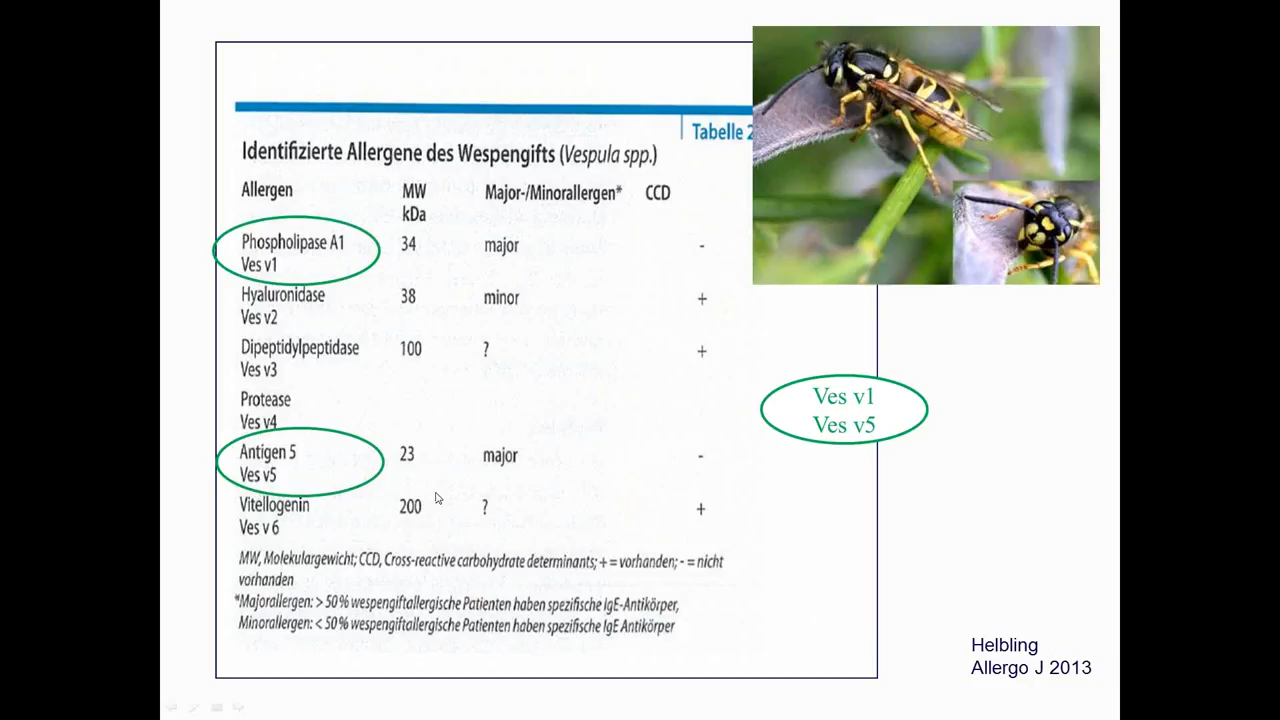 Tabelle 2
Identifizierte Allergene des Wespengifts (Vespula spp.)
Allergen MW kDa Major-/Minorallergen* CCD
Phospholipase A1 34 major -
Ves v1
Hyaluronidase 38 minor +
Ves v2
Dipeptidylpeptidase 100 ? +
Ves v3
Protease
Ves v4
Antigen 5 23 major -
Ves v5
Vitellogenin 200 ? +
Ves v 6
MW, Molekulargewicht; CCD, Cross-reactive carbohydrate determinants; + = vorhanden; - = nicht
vorhanden
*Majorallergen: > 50 % wespengiftallergische Patienten haben spezifische IgE-Antikörper,
Minorallergen: < 50 % wespengiftallergische Patienten haben spezifische IgE Antikörper
Ves v1
Ves v5
Helbling
Allergo J 2013